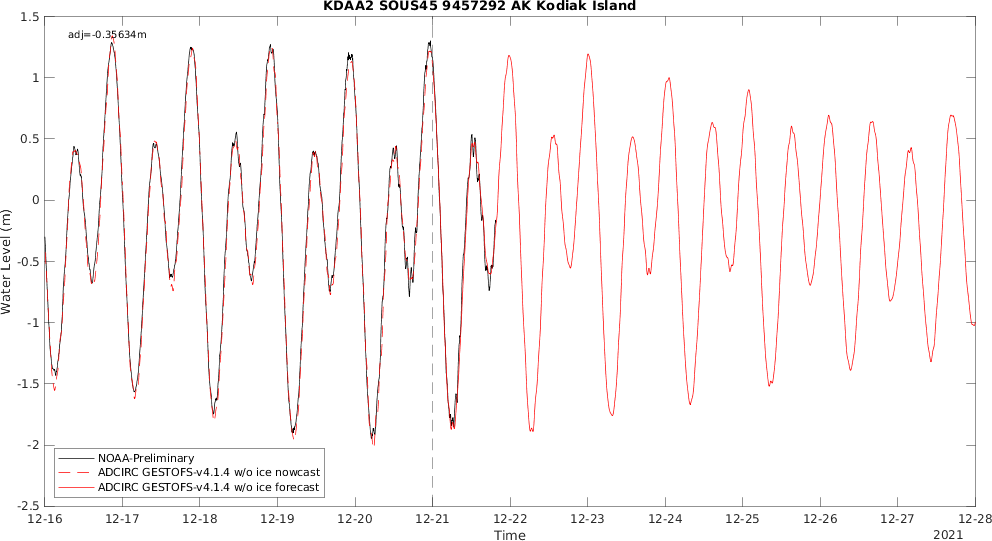 KDAA2 SOUS45 9457292 AK Kodiak Island
adj=-0.35634m
1.5
1
0.5
0
-0.5
-1
-1.5
-2
-2.5
Water Level (m)
NOAA-Preliminary
ADCIRC GESTOFS-v4.1.4 w/o ice nowcast
ADCIRC GESTOFS-v4.1.4 w/o ice forecast
12-16 12-17 12-18 12-19 12-20 12-21 12-22 12-23 12-24 12-25 12-26 12-27 12-28
Time
2021